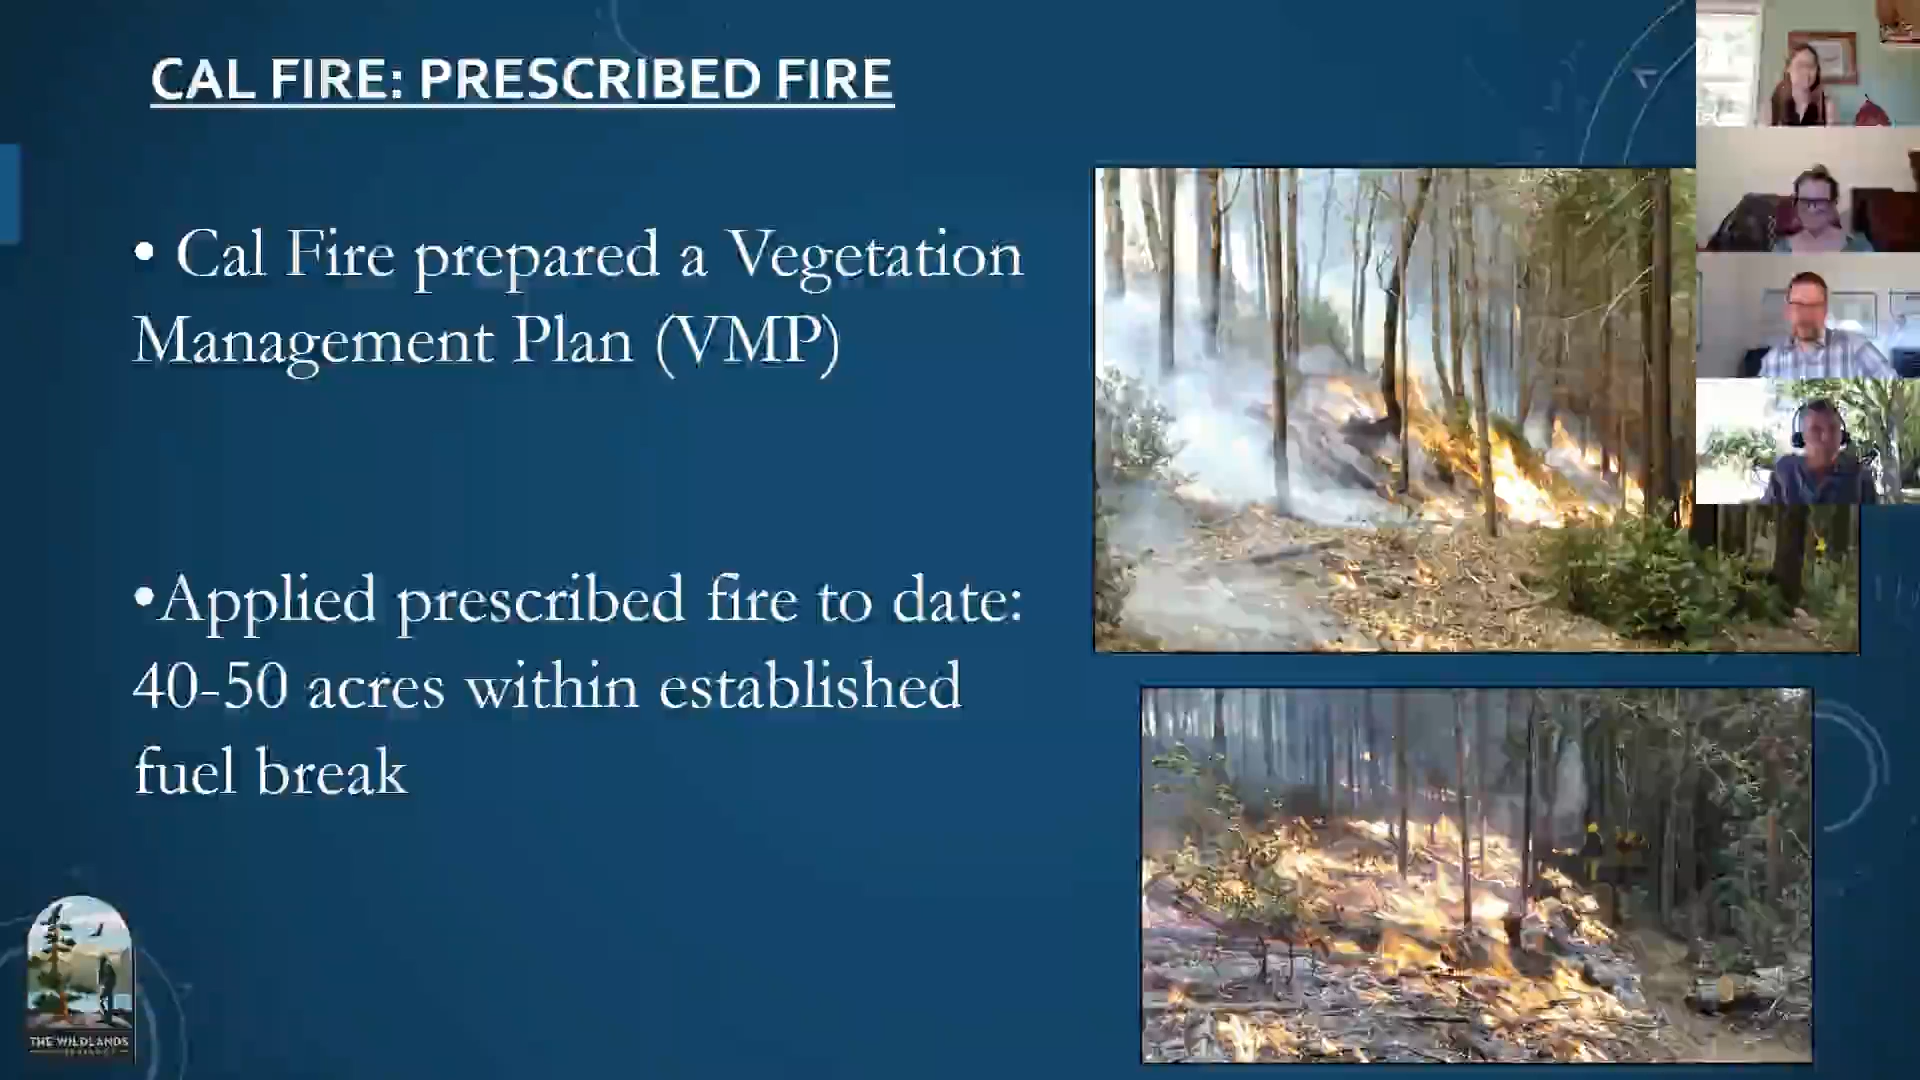 CAL FIRE: PRESCRIBED FIRE
• Cal Fire prepared a Vegetation
Management Plan (VMP)
•Applied prescribed fire to date:
40-50 acres within established
fuel break
THE WILDLANDS